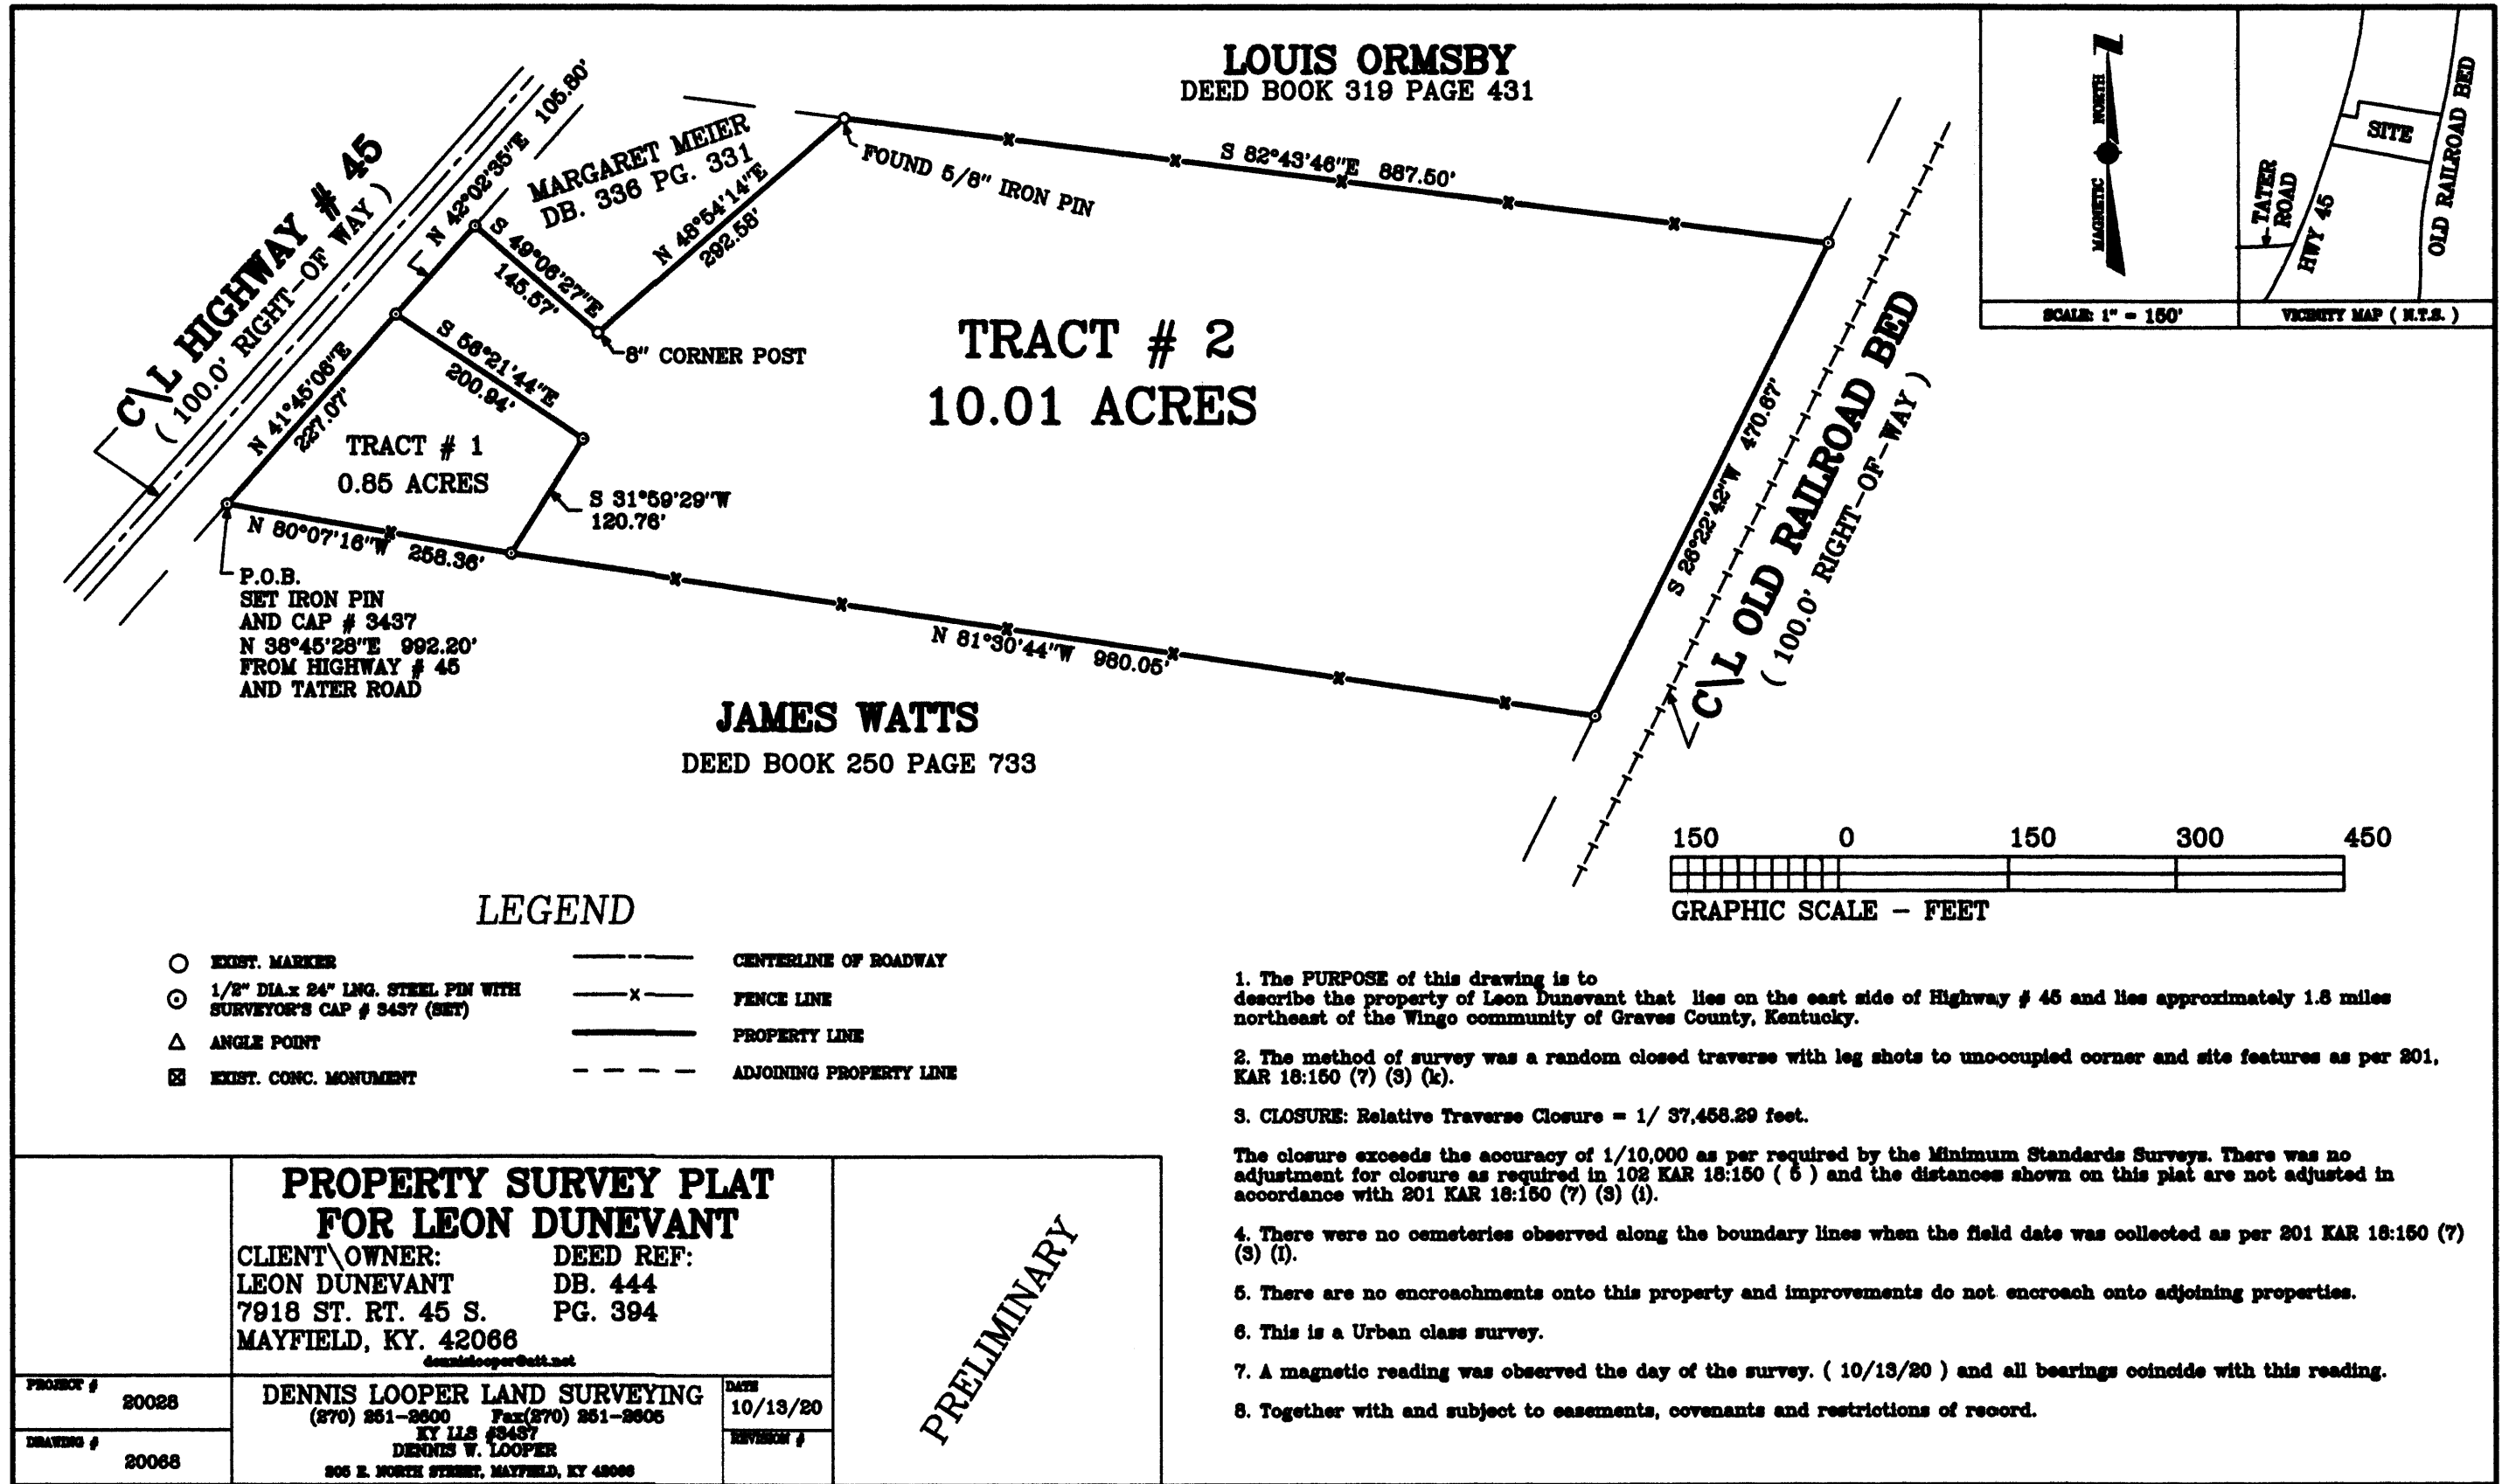 LOUIS ORMSBY
DEED BOOK 319 PAGE 431
C\L HIGHWAY # 45
( 100.0' RIGHT-OF WAY )
N 42°02'35"E 105.80'
MARGARET MEIER
DB. 336 PG. 331
S 49°06'27"E
145.57'
N 48°54'14"E
292.58'
FOUND 5/8" IRON PIN
S 82°43'46"E 887.50'
8" CORNER POST
N 41°45'06"E
227.07'
S 56°21'44"E
200.94'
TRACT # 1
0.85 ACRES
S 31°59'29"W
120.76'
N 80°07'16"W 258.36'
P.O.B.
SET IRON PIN
AND CAP # 3437
N 38°45'28"E 992.20'
FROM HIGHWAY # 45
AND TATER ROAD
TRACT # 2
10.01 ACRES
S 26°22'42"W 470.67'
C\L OLD RAILROAD BED
( 100.0' RIGHT-OF-WAY )
N 81°30'44"W 980.05'
JAMES WATTS
DEED BOOK 250 PAGE 733
MAGNETIC NORTH
SCALE: 1" = 150'
SITE
TATER
ROAD
HWY 45
OLD RAILROAD BED
VICINITY MAP ( N.T.S. )
150 0 150 300 450
GRAPHIC SCALE - FEET
LEGEND
EXIST. MARKER
1/2" DIA.x 24" LNG. STEEL PIN WITH
SURVEYOR'S CAP # 3437 (SET)
ANGLE POINT
EXIST. CONC. MONUMENT
CENTERLINE OF ROADWAY
FENCE LINE
PROPERTY LINE
ADJOINING PROPERTY LINE
1. The PURPOSE of this drawing is to
describe the property of Leon Dunevant that lies on the east side of Highway # 45 and lies approximately 1.8 miles
northeast of the Wingo community of Graves County, Kentucky.
2. The method of survey was a random closed traverse with leg shots to unoccupied corner and site features as per 201,
KAR 18:150 (7) (3) (k).
3. CLOSURE: Relative Traverse Closure = 1/ 37,458.29 feet.
The closure exceeds the accuracy of 1/10,000 as per required by the Minimum Standards Surveys. There was no
adjustment for closure as required in 102 KAR 18:150 ( 5 ) and the distances shown on this plat are not adjusted in
accordance with 201 KAR 18:150 (7) (3) (i).
4. There were no cemeteries observed along the boundary lines when the field date was collected as per 201 KAR 18:150 (7)
(3) (I).
5. There are no encroachments onto this property and improvements do not encroach onto adjoining properties.
6. This is a Urban class survey.
7. A magnetic reading was observed the day of the survey. ( 10/13/20 ) and all bearings coincide with this reading.
8. Together with and subject to easements, covenants and restrictions of record.
PROPERTY SURVEY PLAT
FOR LEON DUNEVANT
CLIENT\OWNER: DEED REF:
LEON DUNEVANT DB. 444
7918 ST. RT. 45 S. PG. 394
MAYFIELD, KY. 42066
dennislooper@att.net
PROJECT #
20028
DRAWING #
20068
DENNIS LOOPER LAND SURVEYING
(270) 251-2600 Fax(270) 251-2605
KY LLS #3437
DENNIS W. LOOPER
205 E. NORTH STREET, MAYFIELD, KY 42066
DATE
10/13/20
REVISION #
PRELIMINARY